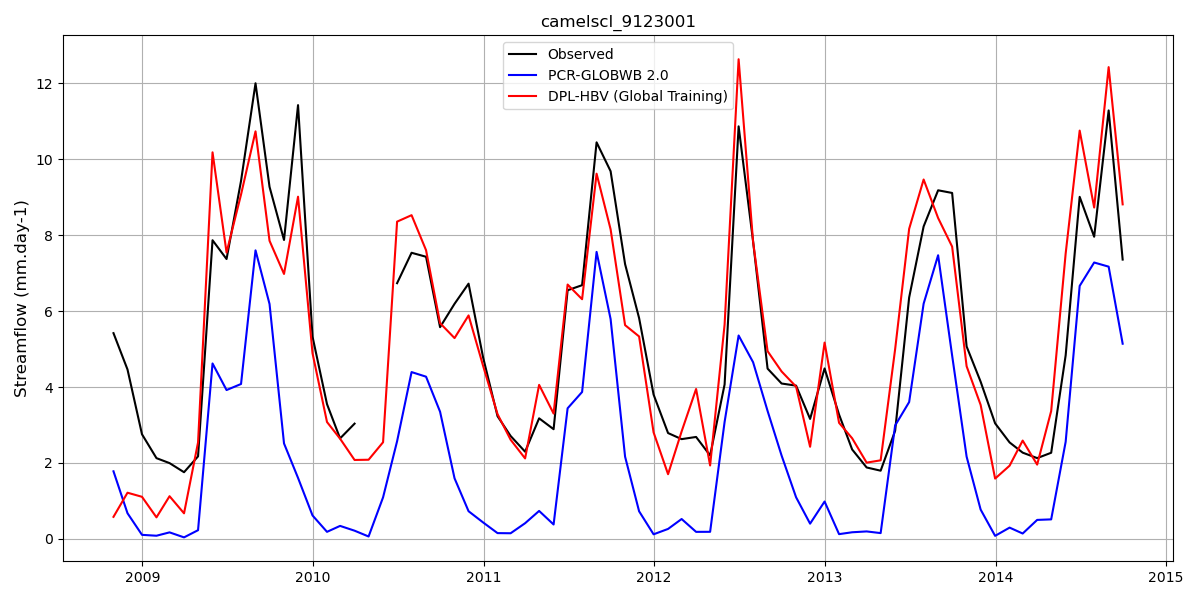 camelscl_9123001
Observed
PCR-GLOBWB 2.0
DPL-HBV (Global Training)
Streamflow (mm.day-1)
12
10
8
6
4
2
0
2009
2010
2011
2012
2013
2014
2015